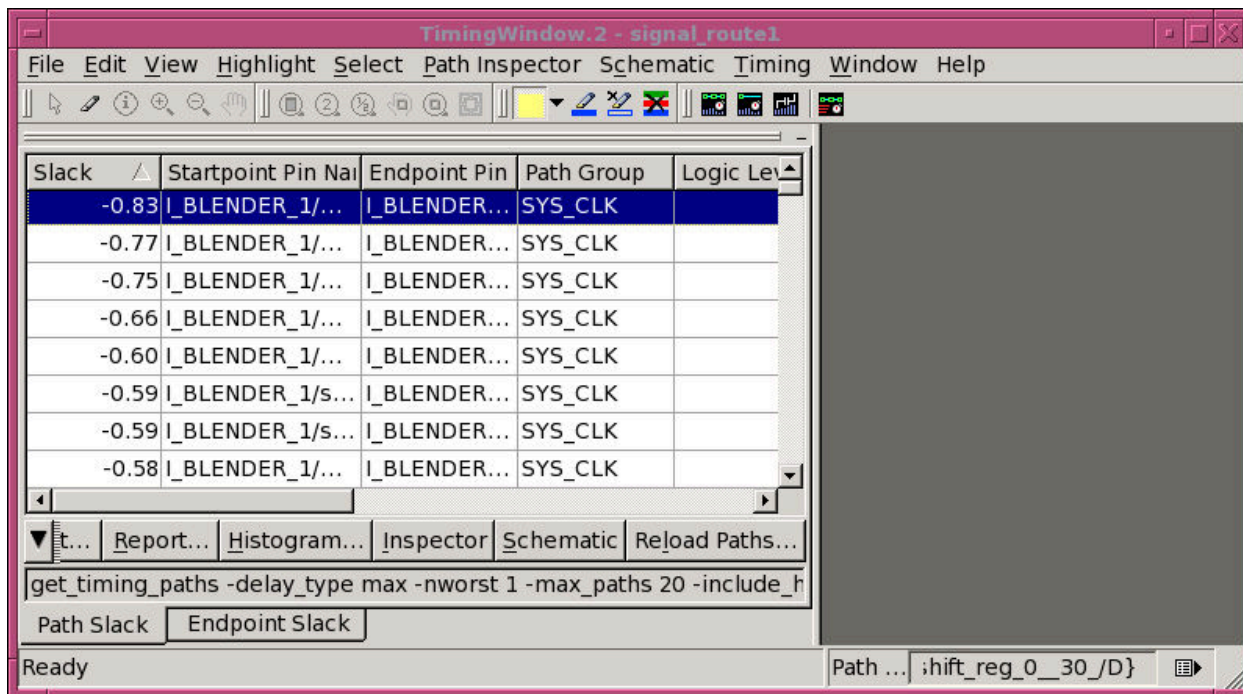 TimingWindow.2 - signal_route1
File Edit View Highlight Select Path Inspector Schematic Timing Window Help
Slack Startpoint Pin Nai Endpoint Pin Path Group Logic Lev
-0.83 I_BLENDER_1/... I_BLENDER... SYS_CLK
-0.77 I_BLENDER_1/... I_BLENDER... SYS_CLK
-0.75 I_BLENDER_1/... I_BLENDER... SYS_CLK
-0.66 I_BLENDER_1/... I_BLENDER... SYS_CLK
-0.60 I_BLENDER_1/... I_BLENDER... SYS_CLK
-0.59 I_BLENDER_1/s... I_BLENDER... SYS_CLK
-0.59 I_BLENDER_1/s... I_BLENDER... SYS_CLK
-0.58 I_BLENDER_1/... I_BLENDER... SYS_CLK
t... Report... Histogram... Inspector Schematic Reload Paths...
get_timing_paths -delay_type max -nworst 1 -max_paths 20 -include_h
Path Slack Endpoint Slack
Ready Path ... shift_reg_0__30_/D}